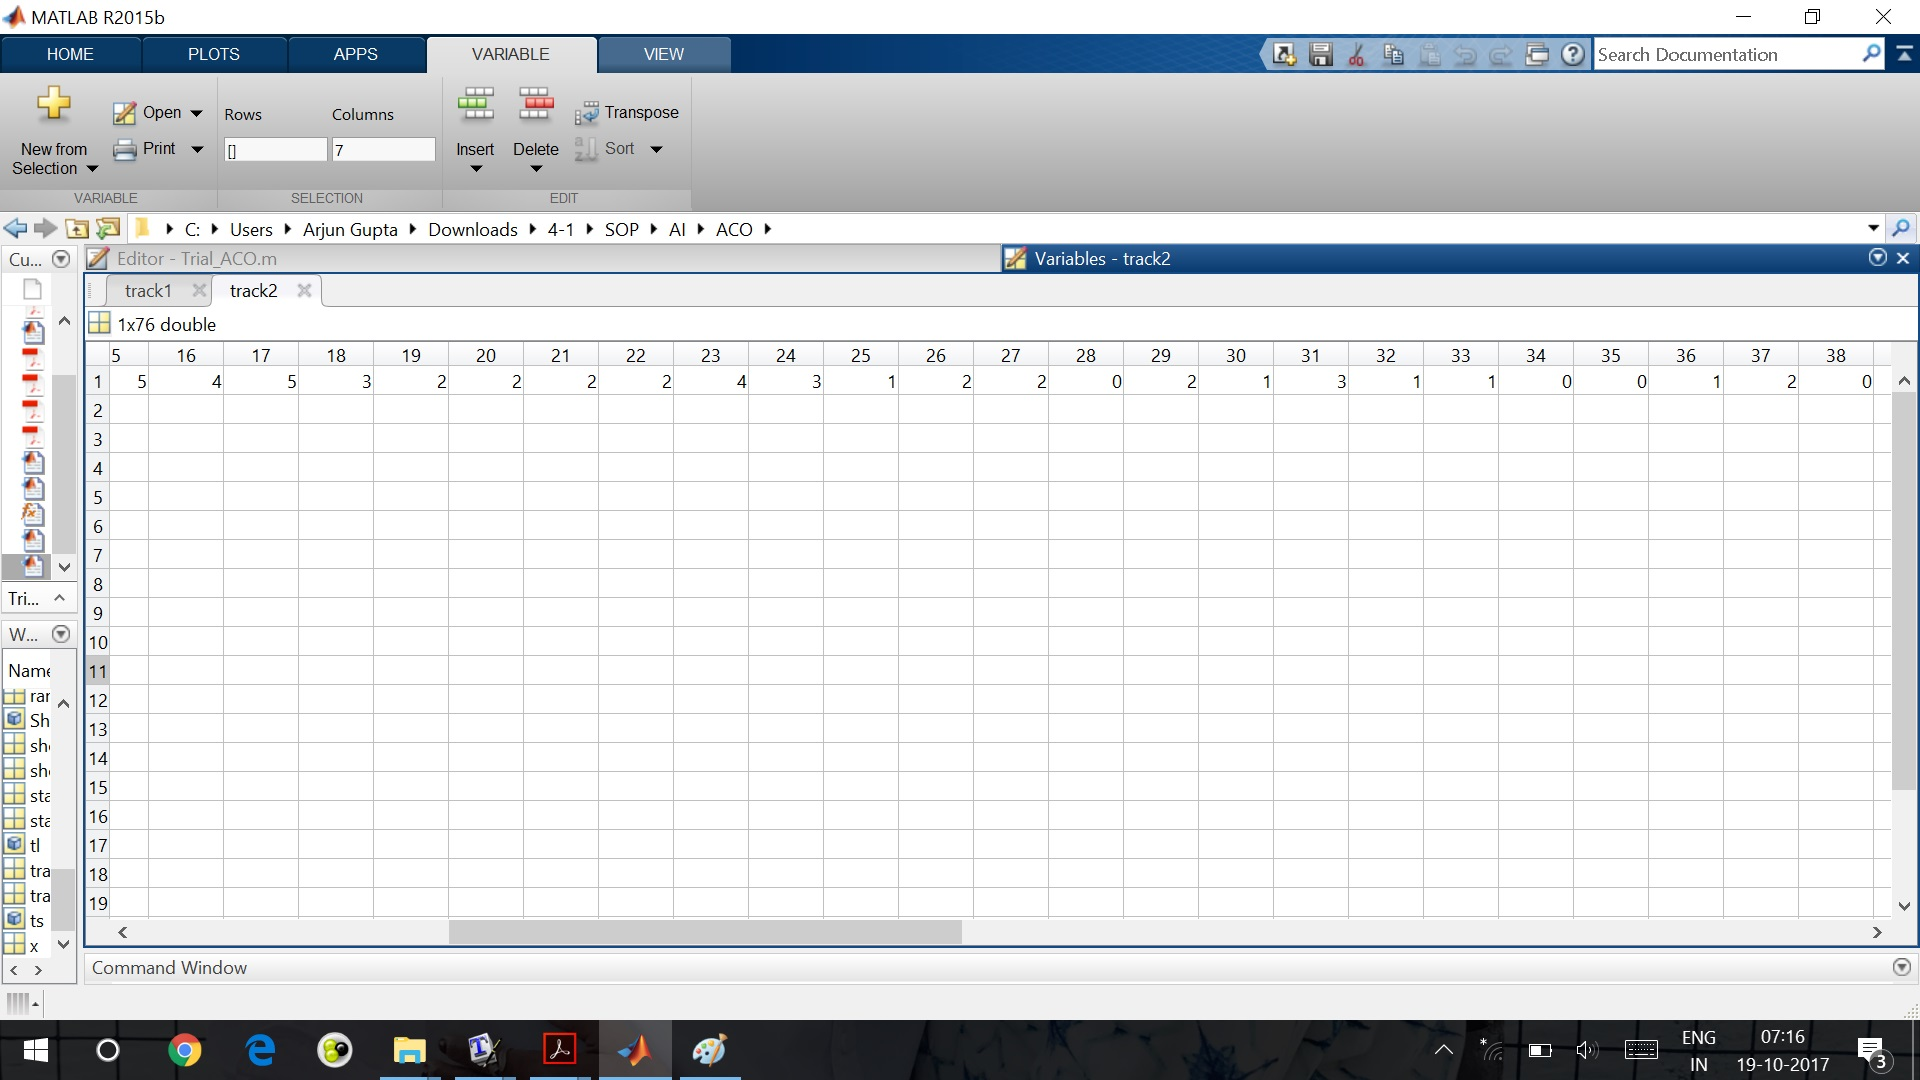 MATLAB R2015b
HOME PLOTS APPS VARIABLE VIEW Search Documentation
Open Rows Columns Transpose
New from Selection Print [] 7 Insert Delete Sort
VARIABLE SELECTION EDIT
C: Users Arjun Gupta Downloads 4-1 SOP AI ACO
Cu... Editor - Trial_ACO.m Variables - track2
track1 track2
1x76 double
5 16 17 18 19 20 21 22 23 24 25 26 27 28 29 30 31 32 33 34 35 36 37 38
1 5 4 5 3 2 2 2 2 4 3 1 2 2 0 2 1 3 1 1 0 0 1 2 0
2
3
4
5
6
7
8
Tri... 9
W... 10
Name 11
rar 12
Sh 13
she 14
she 15
sta 16
sta 17
tl 18
tra 19
tra
ts
x
Command Window
ENG 07:16
IN 19-10-2017 3